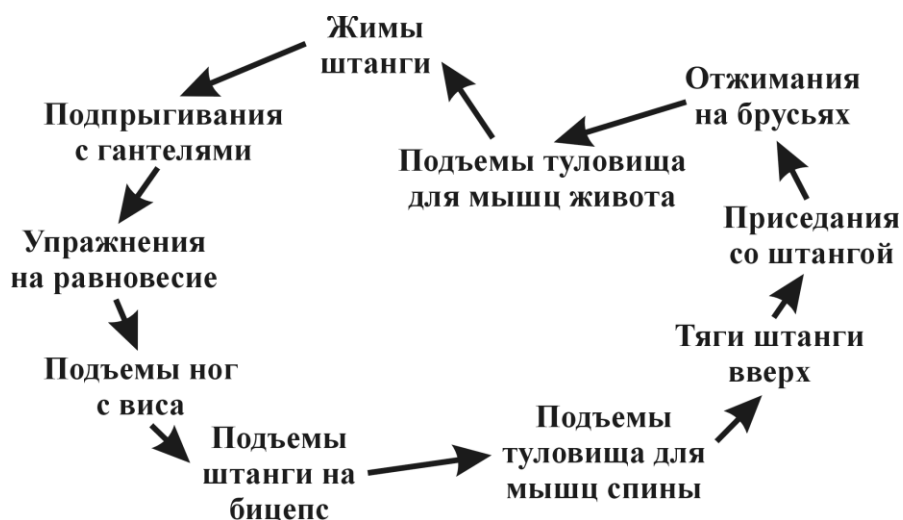 Жимы
штанги
Отжимания
на брусьях
Подпрыгивания
с гантелями
Подъемы туловища
для мышц живота
Приседания
со штангой
Упражнения
на равновесие
Тяги штанги
вверх
Подъемы ног
с виса
Подъемы
туловища для
мышц спины
Подъемы
штанги на
бицепс